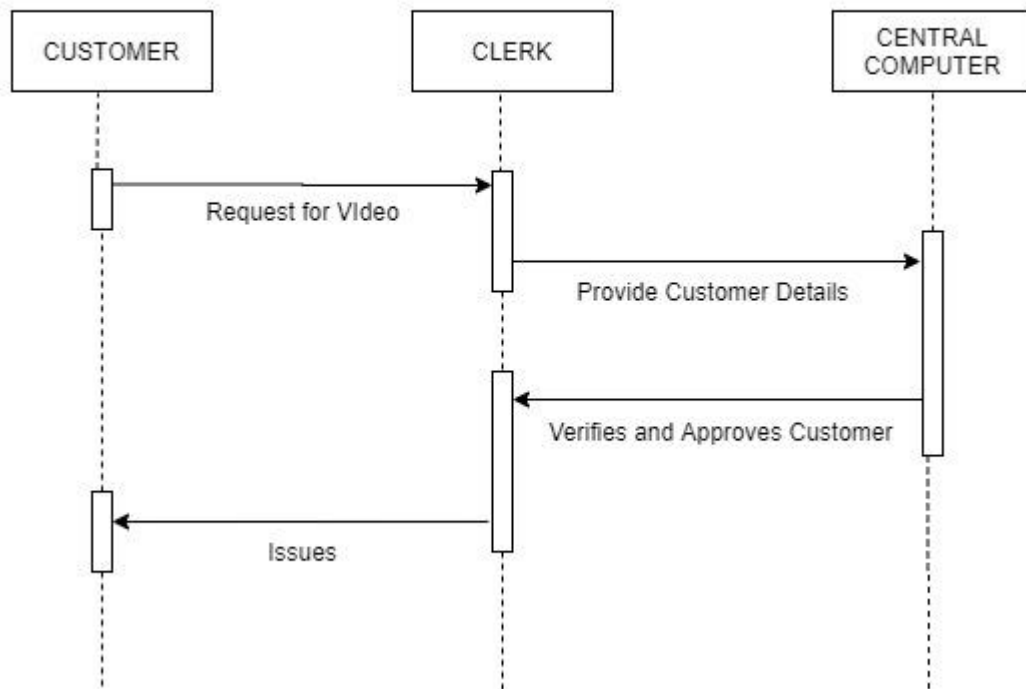 CUSTOMER
CLERK
CENTRAL
COMPUTER
Request for VIdeo
Provide Customer Details
Verifies and Approves Customer
Issues